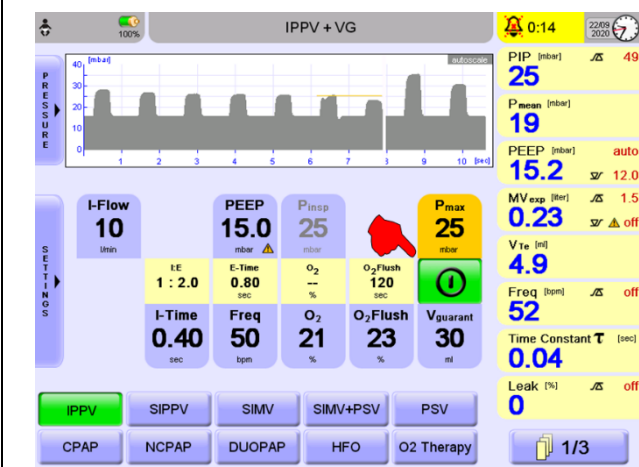 100%
IPPV + VG
0:14
22/09
2020
PRESSURE
[mbar]
autoscale
40
30
20
10
0
1 2 3 4 5 6 7 8 9 10 [sec]
PIP [mbar] 49
25
Pmean [mbar]
19
PEEP [mbar] auto
15.2 12.0
MVexp [liter] 1.5
0.23 off
VTe [ml]
4.9
Freq [bpm] off
52
Time Constant τ [sec]
0.04
Leak [%] off
0
SETTINGS
I-Flow PEEP Pinsp Pmax
10 15.0 25 25
l/min mbar mbar mbar
I:E E-Time O2 O2Flush
1 : 2.0 0.80 -- 120
sec % sec
I-Time Freq O2 O2Flush Vguarant
0.40 50 21 23 30
sec bpm % % ml
IPPV SIPPV SIMV SIMV+PSV PSV
CPAP NCPAP DUOPAP HFO O2 Therapy
1/3